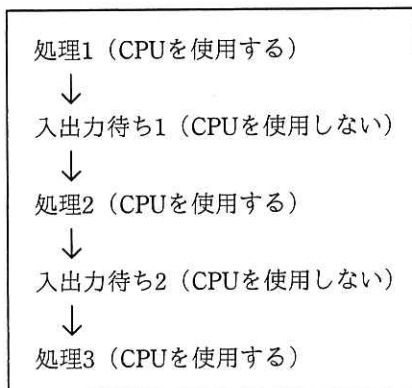 処理1（CPUを使用する）
↓
入出力待ち1（CPUを使用しない）
↓
処理2（CPUを使用する）
↓
入出力待ち2（CPUを使用しない）
↓
処理3（CPUを使用する）